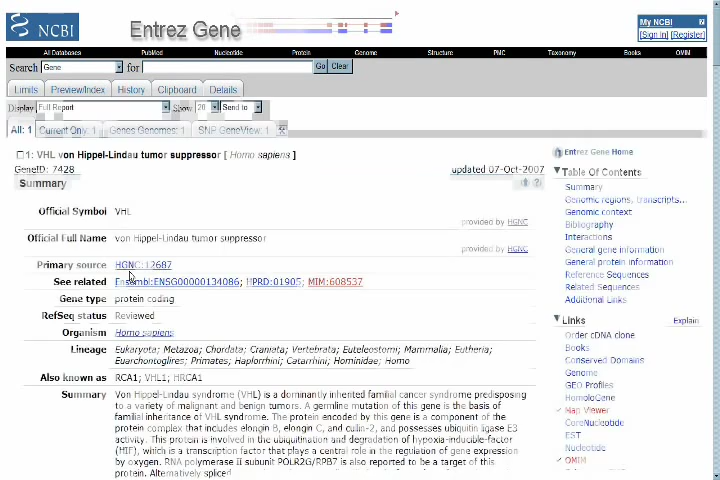 NCBI
Entrez Gene
My NCBI
[Sign In] [Register]
All Databases PubMed Nucleotide Protein Genome Structure PMC Taxonomy Books OMIM
Search Gene for Go Clear
Limits Preview/Index History Clipboard Details
Display Full Report Show 20 Send to
All: 1 Current Only: 1 Genes Genomes: 1 SNP GeneView: 1
1: VHL von Hippel-Lindau tumor suppressor [ Homo sapiens ]
GeneID: 7428 updated 07-Oct-2007
Summary
Official Symbol VHL
provided by HGNC
Official Full Name von Hippel-Lindau tumor suppressor
provided by HGNC
Primary source HGNC:12687
See related Ensembl:ENSG00000134086; HPRD:01905; MIM:608537
Gene type protein coding
RefSeq status Reviewed
Organism Homo sapiens
Lineage Eukaryota; Metazoa; Chordata; Craniata; Vertebrata; Euteleostomi; Mammalia; Eutheria;
Euarchontoglires; Primates; Haplorrhini; Catarrhini; Hominidae; Homo
Also known as RCA1; VHL1; HRCA1
Summary Von Hippel-Lindau syndrome (VHL) is a dominantly inherited familial cancer syndrome predisposing
to a variety of malignant and benign tumors. A germline mutation of this gene is the basis of
familial inheritance of VHL syndrome. The protein encoded by this gene is a component of the
protein complex that includes elongin B, elongin C, and cullin-2, and possesses ubiquitin ligase E3
activity. This protein is involved in the ubiquitination and degradation of hypoxia-inducible-factor
(HIF), which is a transcription factor that plays a central role in the regulation of gene expression
by oxygen. RNA polymerase II subunit POLR2G/RPB7 is also reported to be a target of this
protein. Alternatively spliced
Entrez Gene Home
Table Of Contents
Summary
Genomic regions, transcripts...
Genomic context
Bibliography
Interactions
General gene information
General protein information
Reference Sequences
Related Sequences
Additional Links
Links Explain
Order cDNA clone
Books
Conserved Domains
Genome
GEO Profiles
HomoloGene
Map Viewer
CoreNucleotide
EST
Nucleotide
OMIM